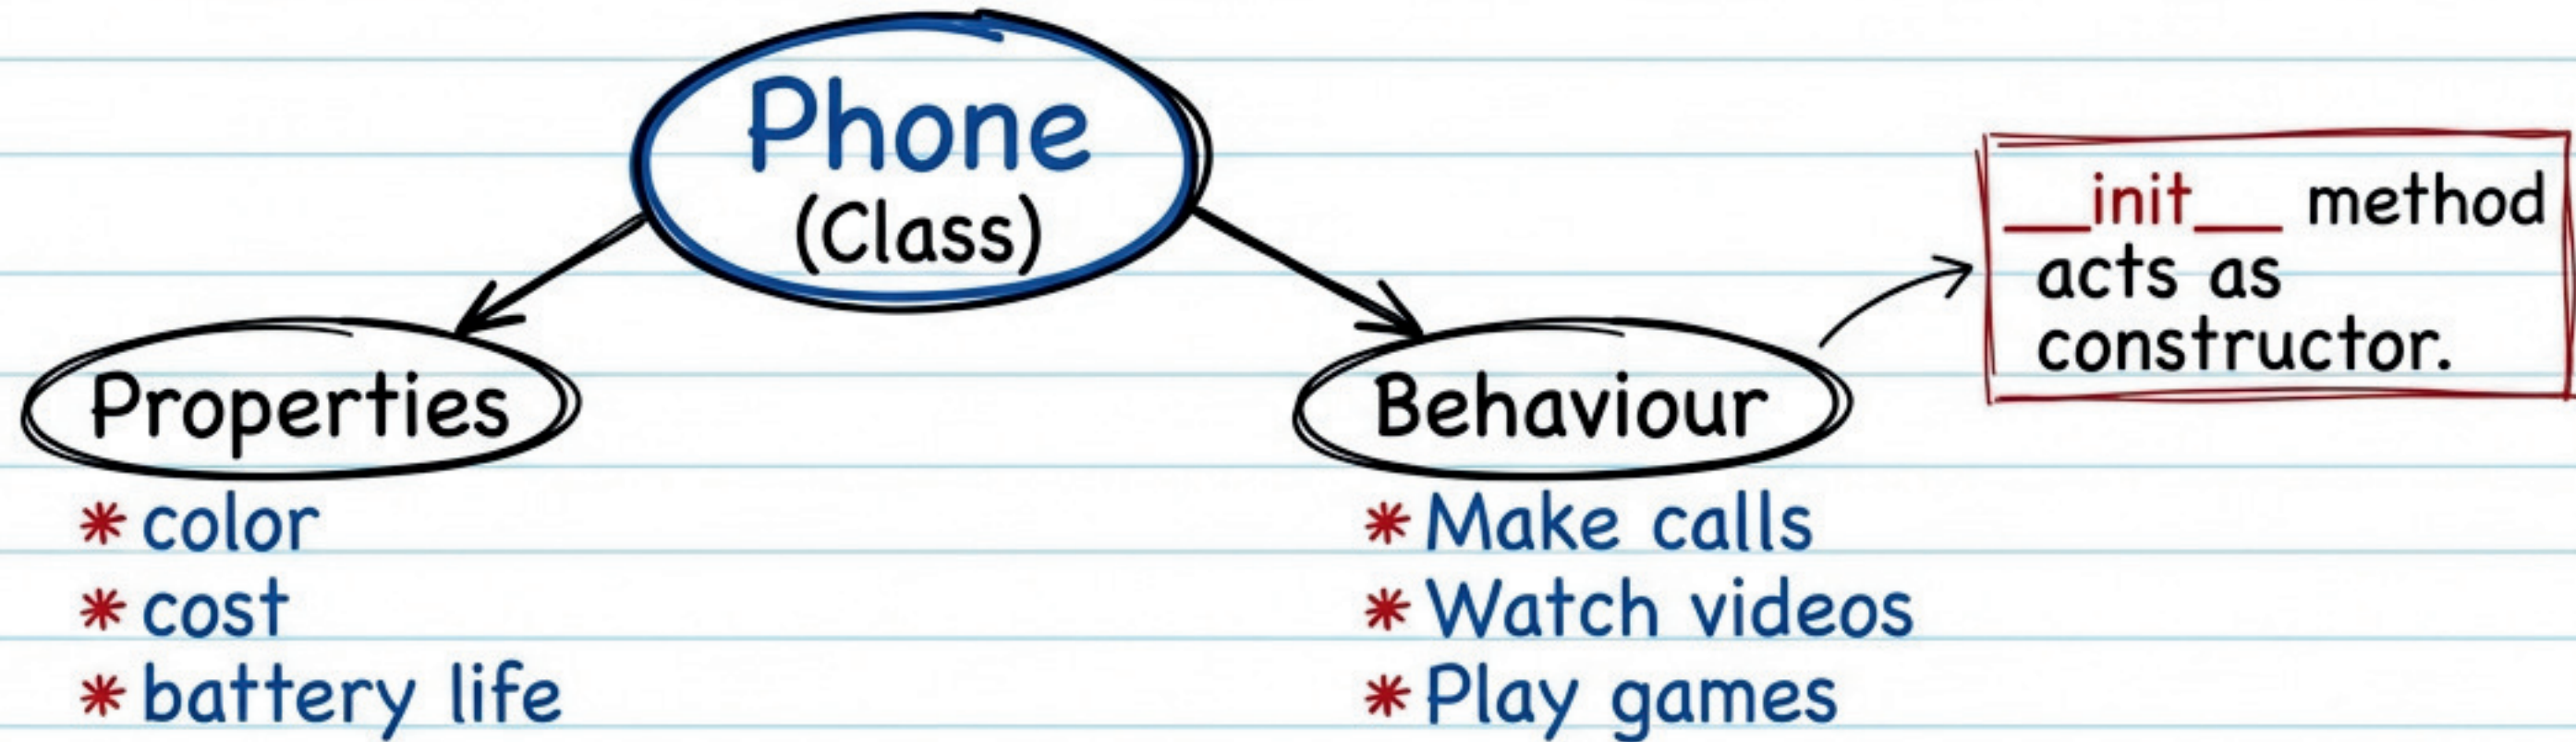 Phone
(Class)
__init__ method
acts as
constructor.
Properties
* color
* cost
* battery life
Behaviour
* Make calls
* Watch videos
* Play games